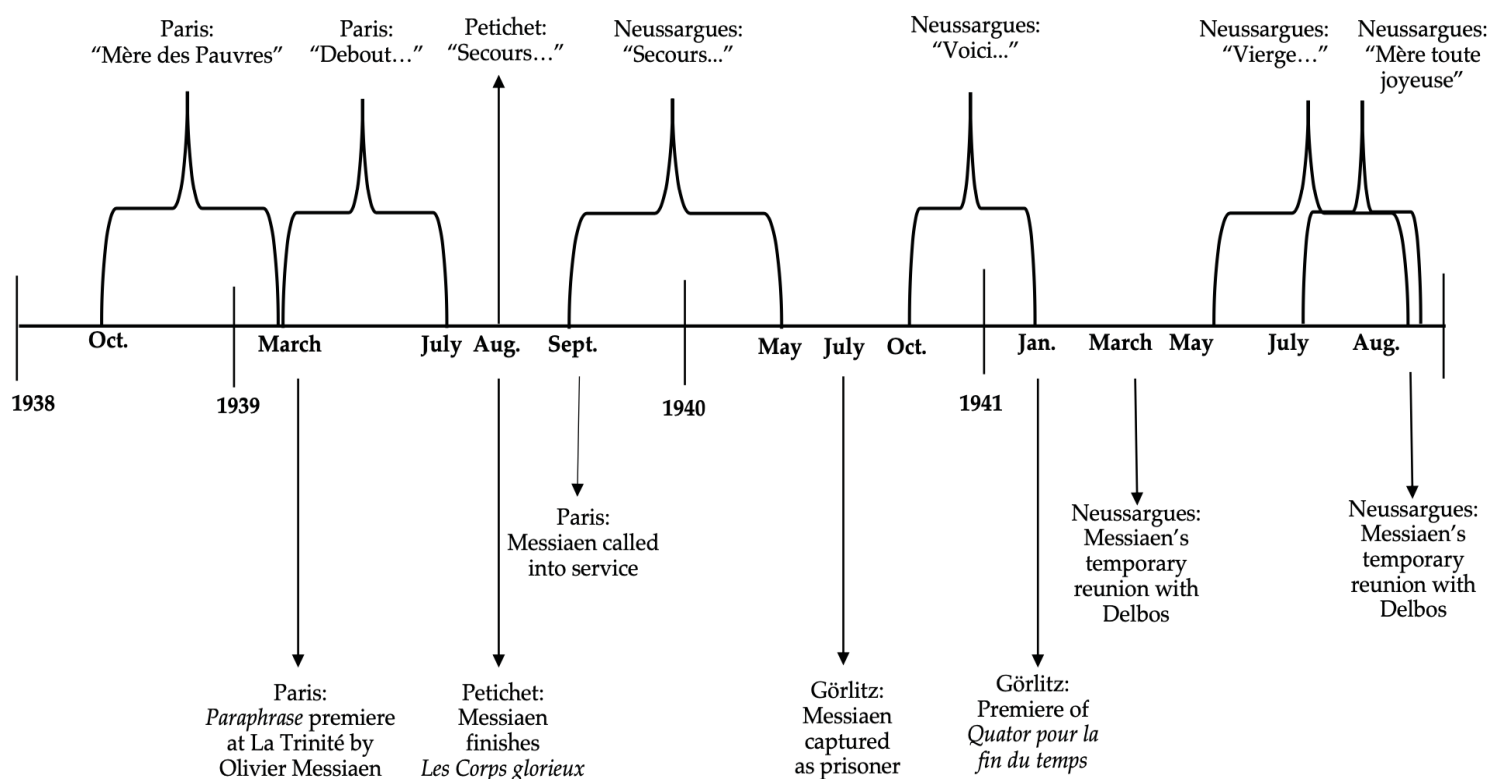 Paris:
“Mère des Pauvres”
Paris:
“Debout…”
Petichet:
“Secours…”
Neussargues:
“Secours...”
Neussargues:
“Voici...”
Neussargues:
“Vierge…”
Neussargues:
“Mère toute
joyeuse”
Oct.
March
July
Aug.
Sept.
May
July
Oct.
Jan.
March
May
July
Aug.
1938
1939
1940
1941
Paris:
Messiaen called
into service
Neussargues:
Messiaen’s
temporary
reunion with
Delbos
Neussargues:
Messiaen’s
temporary
reunion with
Delbos
Paris:
Paraphrase premiere
at La Trinité by
Olivier Messiaen
Petichet:
Messiaen
finishes
Les Corps glorieux
Görlitz:
Messiaen
captured
as prisoner
Görlitz:
Premiere of
Quator pour la
fin du temps